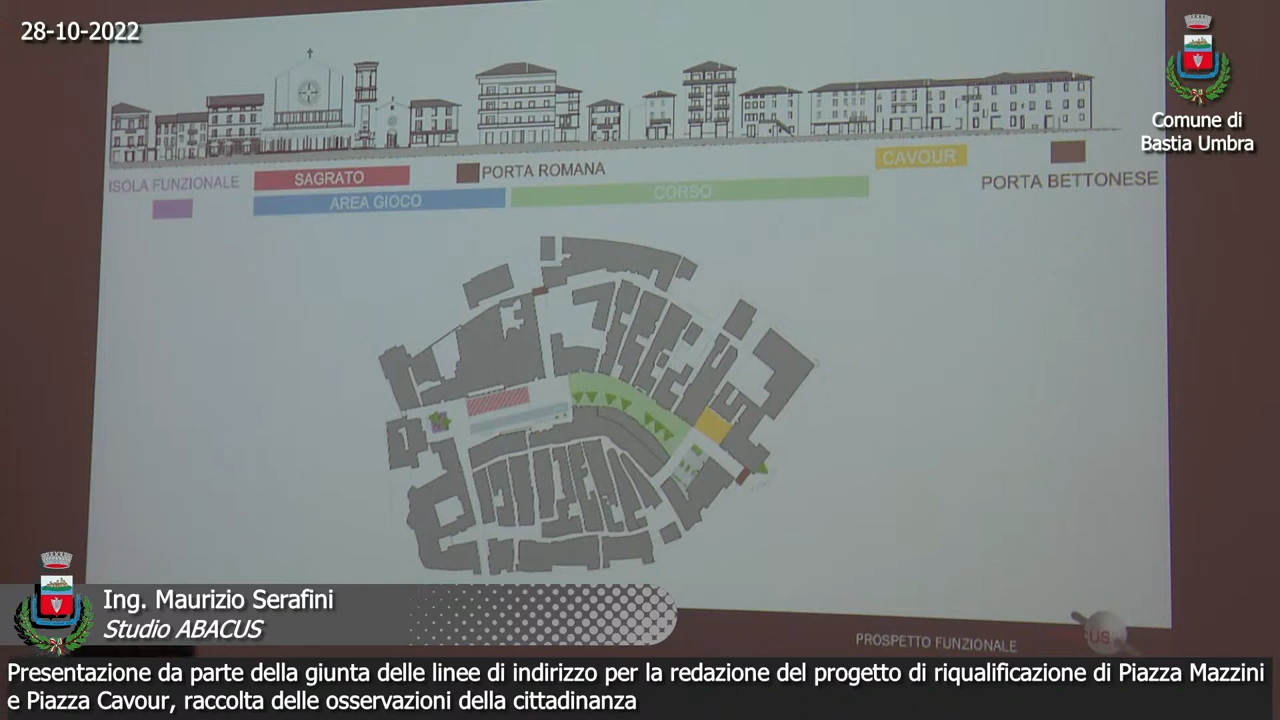 28-10-2022
Comune di
Bastia Umbra
ISOLA FUNZIONALE
SAGRATO
PORTA ROMANA
CAVOUR
PORTA BETTONESE
AREA GIOCO
CORSO
Ing. Maurizio Serafini
Studio ABACUS
PROSPETTO FUNZIONALE
US
Presentazione da parte della giunta delle linee di indirizzo per la redazione del progetto di riqualificazione di Piazza Mazzini
e Piazza Cavour, raccolta delle osservazioni della cittadinanza